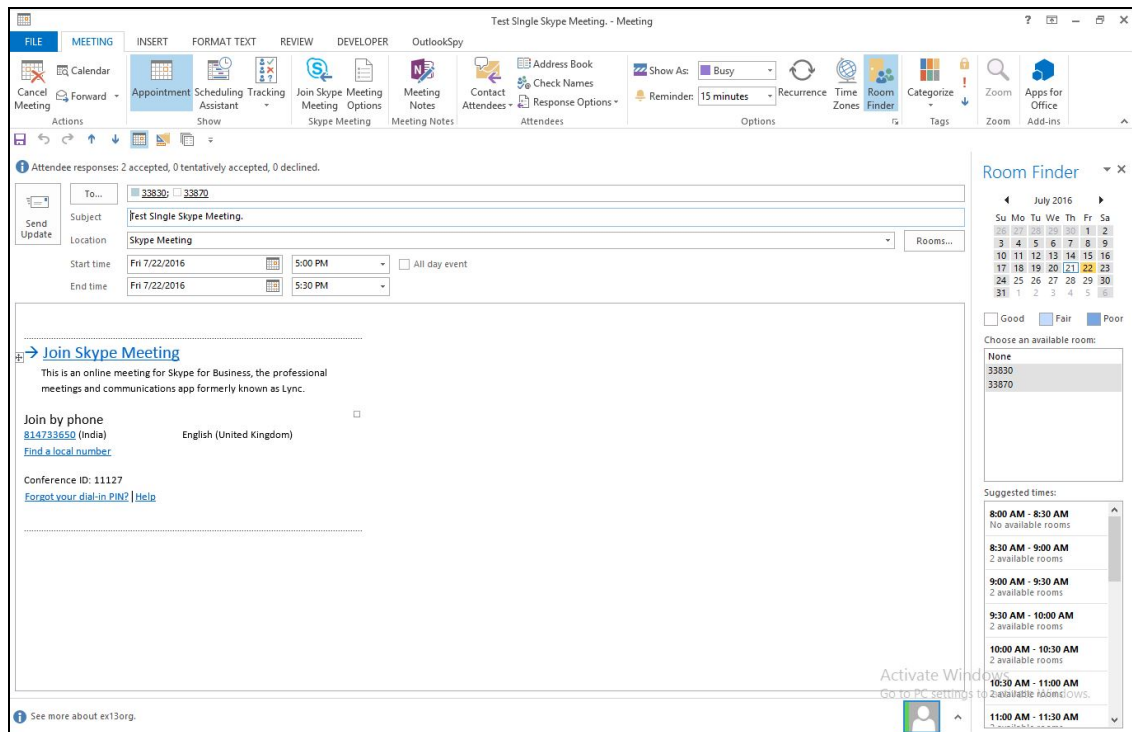 Test SIngle Skype Meeting. - Meeting
FILE MEETING INSERT FORMAT TEXT REVIEW DEVELOPER OutlookSpy
Cancel Meeting
Calendar
Forward
Actions
Appointment
Scheduling Assistant
Tracking
Show
Join Skype Meeting
Meeting Options
Skype Meeting
Meeting Notes
Meeting Notes
Contact Attendees
Address Book
Check Names
Response Options
Attendees
Show As: Busy
Reminder: 15 minutes
Recurrence
Time Zones
Room Finder
Options
Categorize
Tags
Zoom
Zoom
Apps for Office
Add-ins
Attendee responses: 2 accepted, 0 tentatively accepted, 0 declined.
Send Update
To... 33830; 33870
Subject Test SIngle Skype Meeting.
Location Skype Meeting Rooms...
Start time Fri 7/22/2016 5:00 PM All day event
End time Fri 7/22/2016 5:30 PM
→ Join Skype Meeting
This is an online meeting for Skype for Business, the professional
meetings and communications app formerly known as Lync.
Join by phone
814733650 (India) English (United Kingdom)
Find a local number
Conference ID: 11127
Forgot your dial-in PIN? | Help
See more about ex13org.
Room Finder
July 2016
Su Mo Tu We Th Fr Sa
26 27 28 29 30 1 2
3 4 5 6 7 8 9
10 11 12 13 14 15 16
17 18 19 20 21 22 23
24 25 26 27 28 29 30
31 1 2 3 4 5 6
Good Fair Poor
Choose an available room:
None
33830
33870
Suggested times:
8:00 AM - 8:30 AM
No available rooms
8:30 AM - 9:00 AM
2 available rooms
9:00 AM - 9:30 AM
2 available rooms
9:30 AM - 10:00 AM
2 available rooms
10:00 AM - 10:30 AM
2 available rooms
10:30 AM - 11:00 AM
2 available rooms
11:00 AM - 11:30 AM
Activate Windows
Go to PC settings to activate Windows.